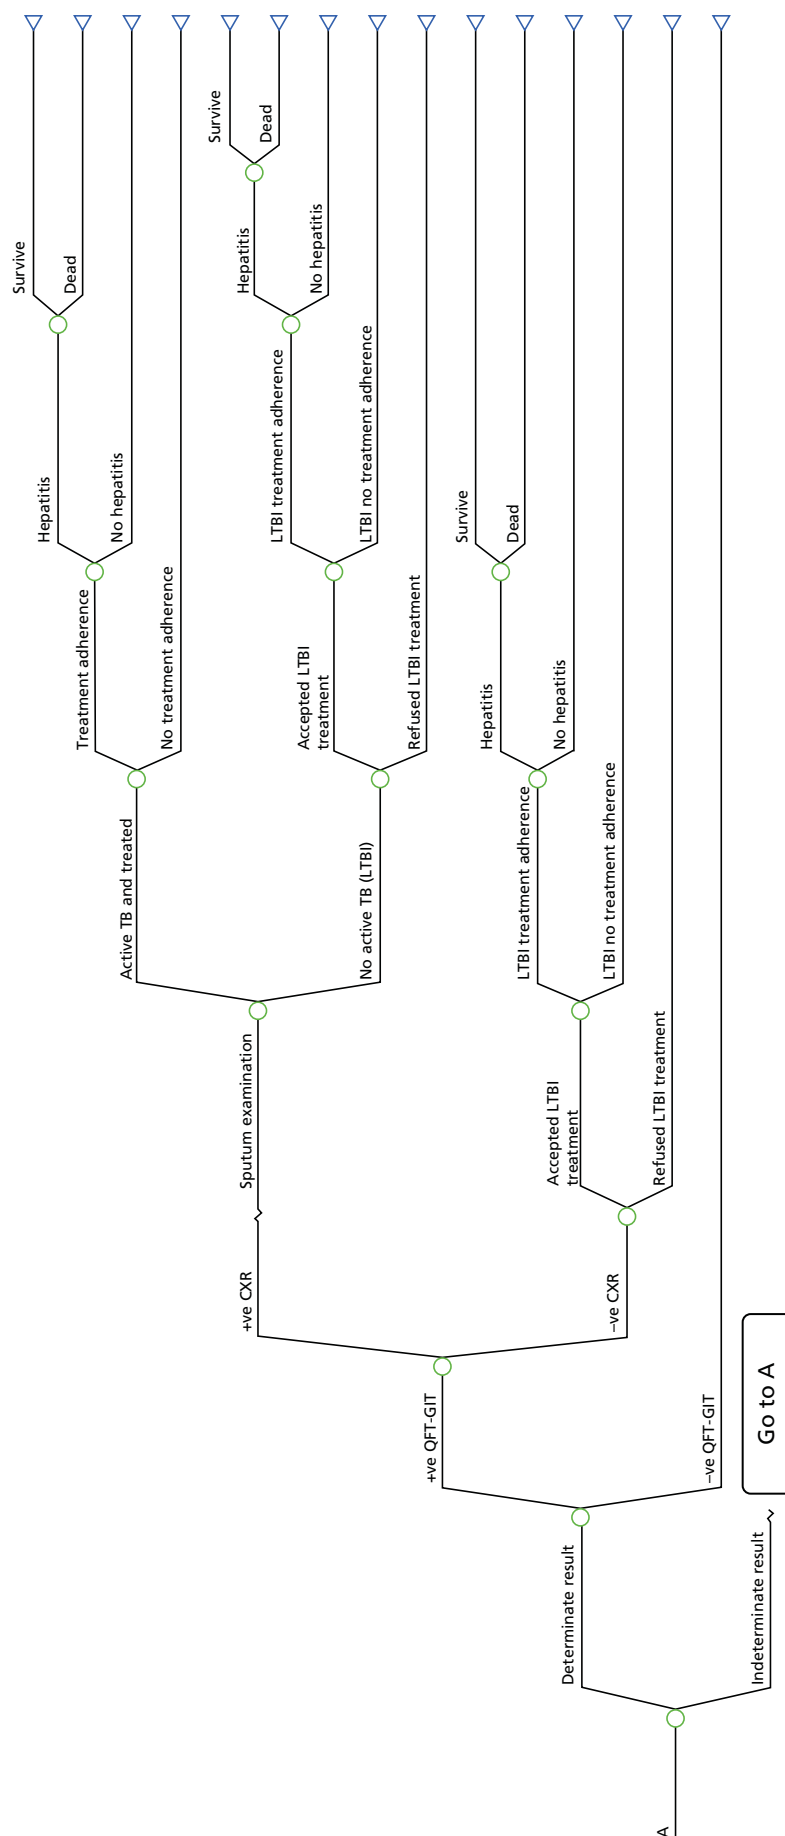 A
Determinate result
Indeterminate result
Go to A
+ve QFT-GIT
−ve QFT-GIT
+ve CXR
−ve CXR
Sputum examination
Accepted LTBI
treatment
Refused LTBI treatment
Active TB and treated
No active TB (LTBI)
LTBI treatment adherence
LTBI no treatment adherence
Treatment adherence
No treatment adherence
Accepted LTBI
treatment
Refused LTBI treatment
Hepatitis
No hepatitis
Hepatitis
No hepatitis
LTBI treatment adherence
LTBI no treatment adherence
Survive
Dead
Survive
Dead
Hepatitis
No hepatitis
Survive
Dead